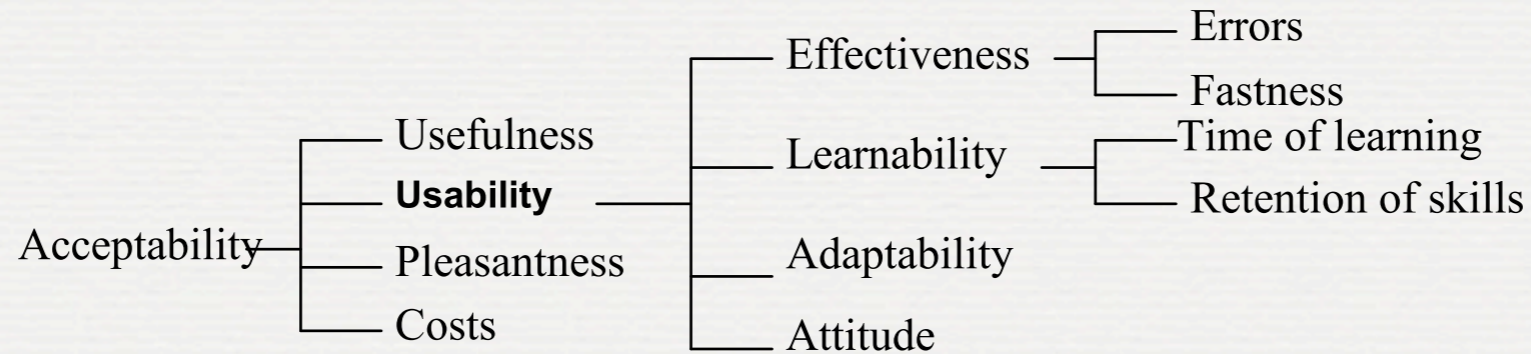 Acceptability
Usefulness
Usability
Pleasantness
Costs
Effectiveness
Learnability
Adaptability
Attitude
Errors
Fastness
Time of learning
Retention of skills